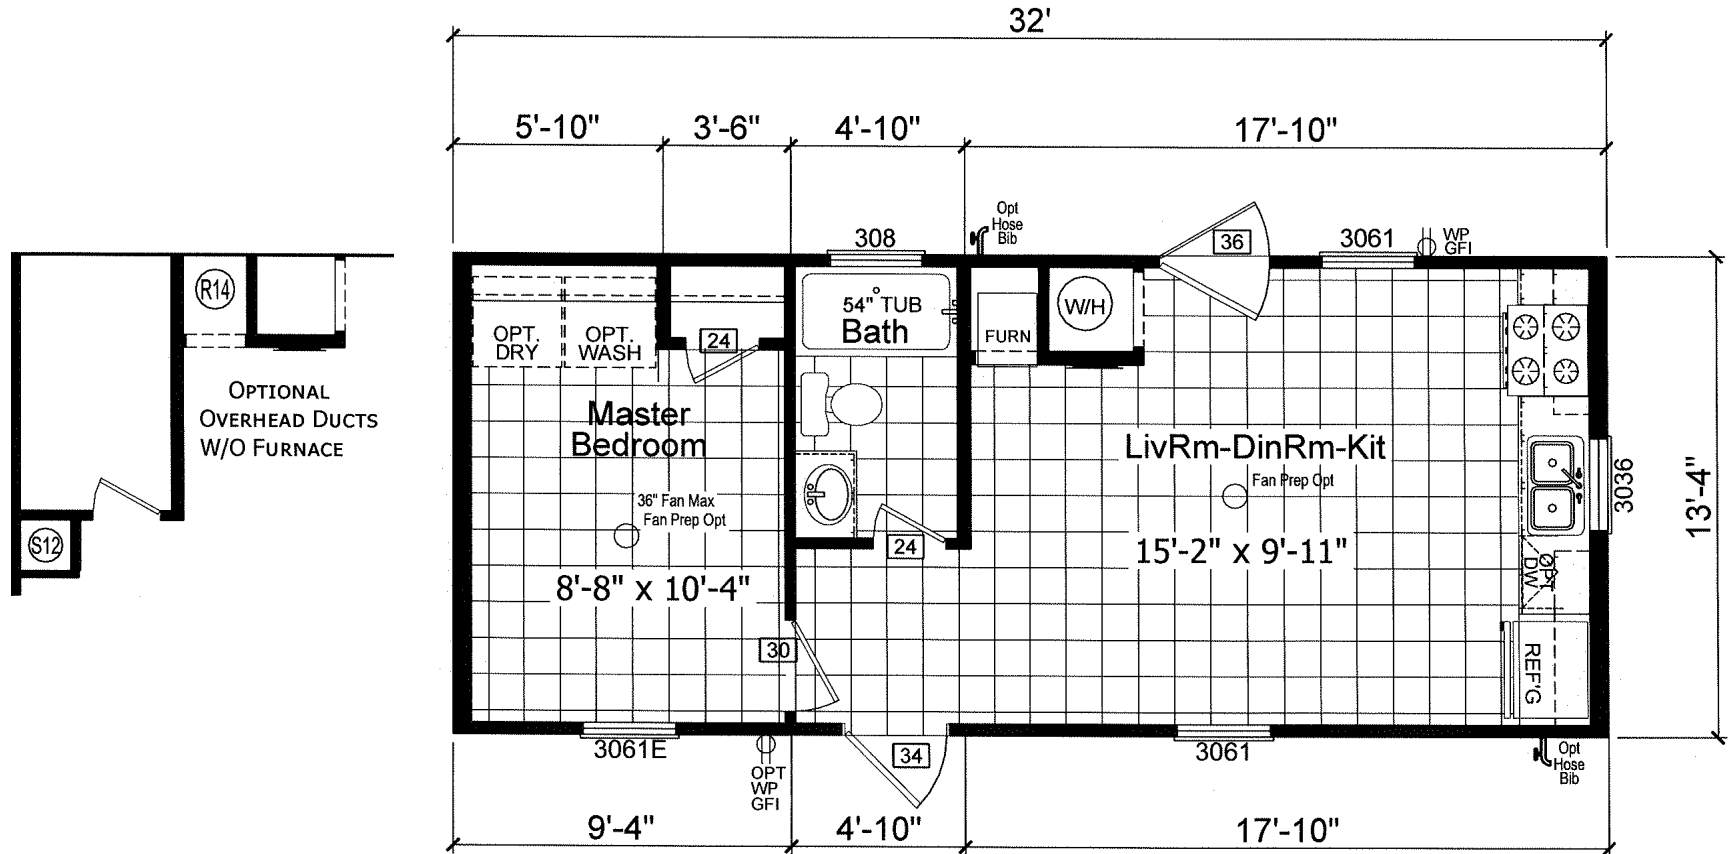 32'
5'-10" 3'-6" 4'-10" 17'-10"
Opt
Hose
Bib
308
36
3061
WP
GFI
R14
OPTIONAL
OVERHEAD DUCTS
W/O FURNACE
S12
OPT.
DRY
OPT.
WASH
24
54" TUB
Bath
FURN
W/H
Master
Bedroom
36" Fan Max
Fan Prep Opt
8'-8" x 10'-4"
24
30
LivRm-DinRm-Kit
Fan Prep Opt
15'-2" x 9'-11"
3036
13'-4"
OPT
DW
REF'G
3061E
OPT
WP
GFI
34
3061
Opt
Hose
Bib
9'-4" 4'-10" 17'-10"